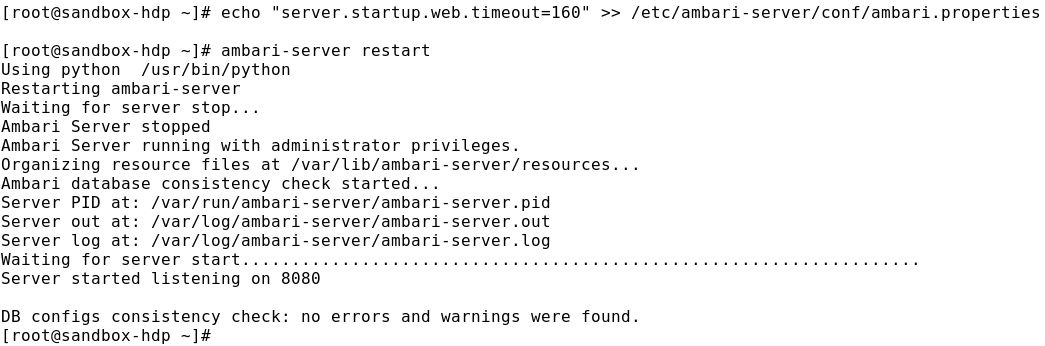 [root@sandbox-hdp ~]# echo "server.startup.web.timeout=160" >> /etc/ambari-server/conf/ambari.properties
[root@sandbox-hdp ~]# ambari-server restart
Using python  /usr/bin/python
Restarting ambari-server
Waiting for server stop...
Ambari Server stopped
Ambari Server running with administrator privileges.
Organizing resource files at /var/lib/ambari-server/resources...
Ambari database consistency check started...
Server PID at: /var/run/ambari-server/ambari-server.pid
Server out at: /var/log/ambari-server/ambari-server.out
Server log at: /var/log/ambari-server/ambari-server.log
Waiting for server start....................................................................
Server started listening on 8080
DB configs consistency check: no errors and warnings were found.
[root@sandbox-hdp ~]#